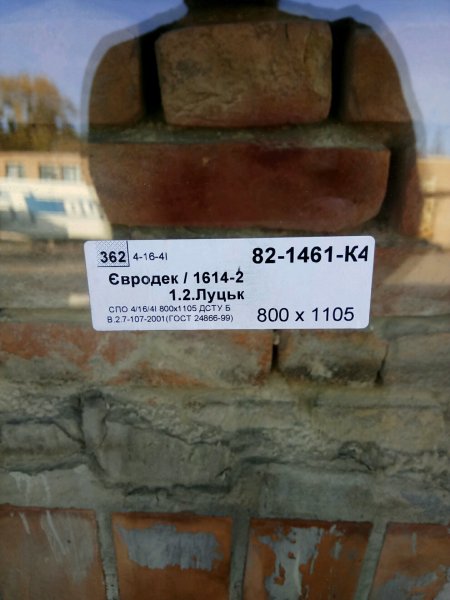 362 4-16-4І 82-1461-К4
Євродек / 1614-2
1.2.Луцьк
СПО 4/16/4І 800х1105 ДСТУ Б
В.2.7-107-2001(ГОСТ 24866-99) 800 x 1105